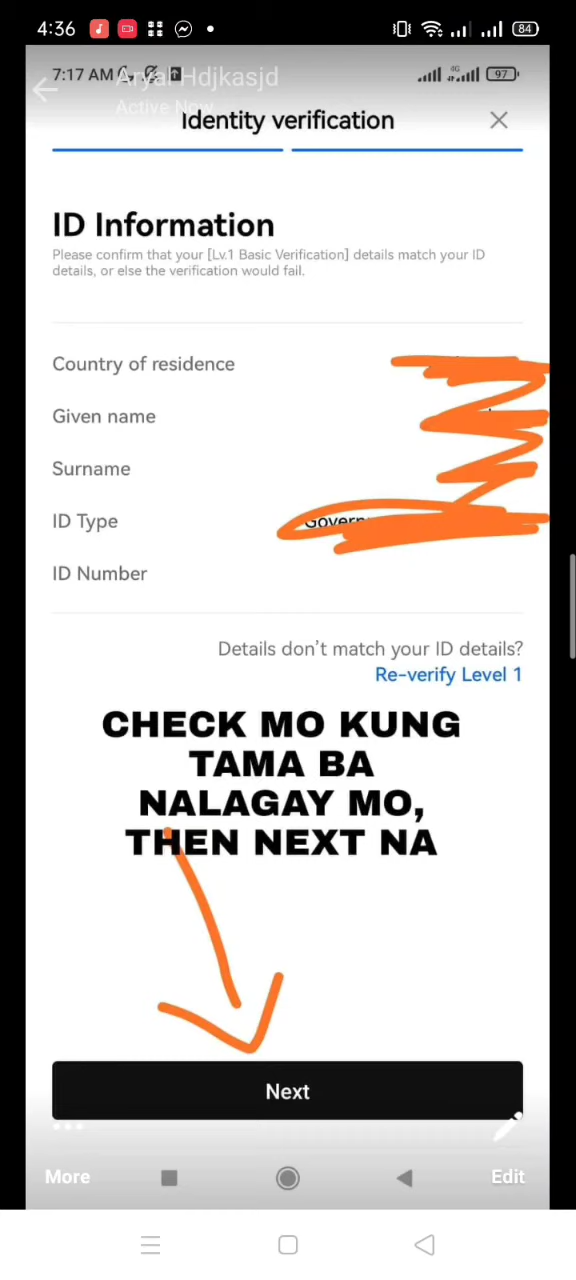 4:36
84
7:17 AM
Aryal Hdjkasjd
4G
97
Active Now
Identity verification
ID Information
Please confirm that your [Lv.1 Basic Verification] details match your ID
details, or else the verification would fail.
Country of residence
Given name
Surname
ID Type
ID Number
Details don't match your ID details?
Re-verify Level 1
CHECK MO KUNG
TAMA BA
NALAGAY MO,
THEN NEXT NA
Next
More
Edit